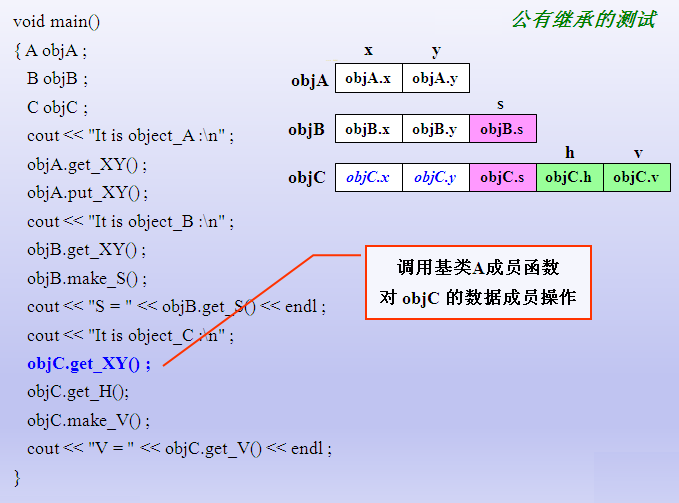 公有继承的测试
void main()
{ A objA ;
B objB ;
C objC ;
cout << "It is object_A :\n" ;
objA.get_XY() ;
objA.put_XY() ;
cout << "It is object_B :\n" ;
objB.get_XY() ;
objB.make_S() ;
cout << "S = " << objB.get_S() << endl ;
cout << "It is object_C :\n" ;
objC.get_XY() ;
objC.get_H();
objC.make_V() ;
cout << "V = " << objC.get_V() << endl ;
}
x y
objA objA.x objA.y
s
objB objB.x objB.y objB.s
h v
objC objC.x objC.y objC.s objC.h objC.v
调用基类A成员函数
对 objC 的数据成员操作